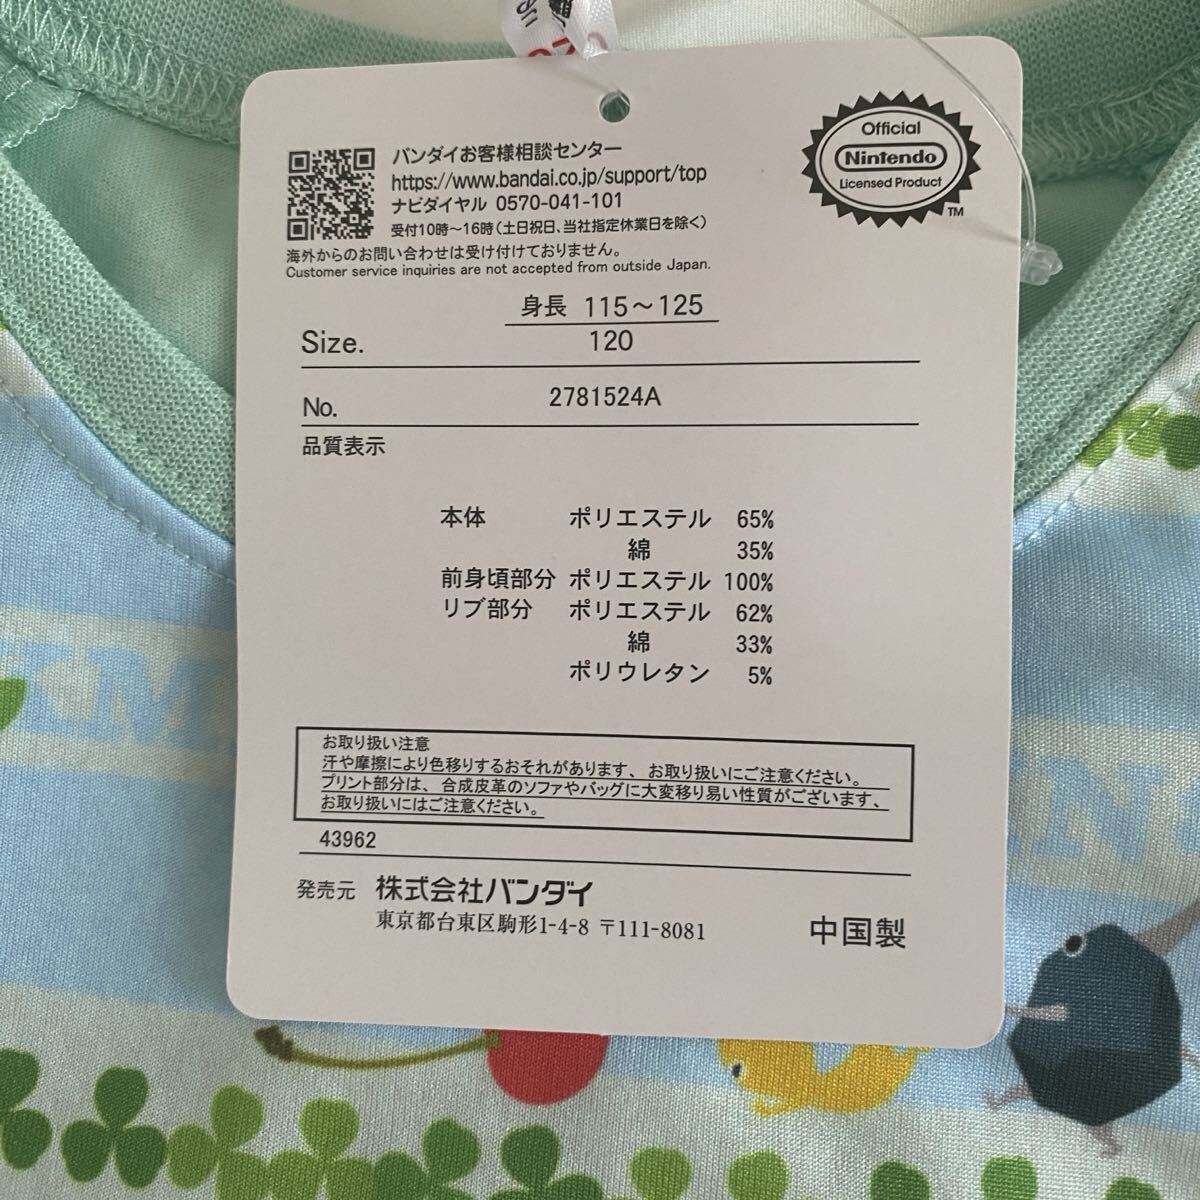 バンダイお客様相談センター
https://www.bandai.co.jp/support/top
ナビダイヤル 0570-041-101
受付10時～16時(土日祝日、当社指定休業日を除く)
海外からのお問い合わせは受け付けておりません。
Customer service inquiries are not accepted from outside Japan.
Official
Nintendo
Licensed Product
TM
身長 115～125
Size. 120
No. 2781524A
品質表示
本体 ポリエステル 65%
綿 35%
前身頃部分 ポリエステル 100%
リブ部分 ポリエステル 62%
綿 33%
ポリウレタン 5%
お取り扱い注意
汗や摩擦により色移りするおそれがあります、お取り扱いにご注意ください。
プリント部分は、合成皮革のソファやバッグに大変移り易い性質がございます、
お取り扱いにはご注意ください。
43962
発売元 株式会社バンダイ
東京都台東区駒形1-4-8 〒111-8081
中国製